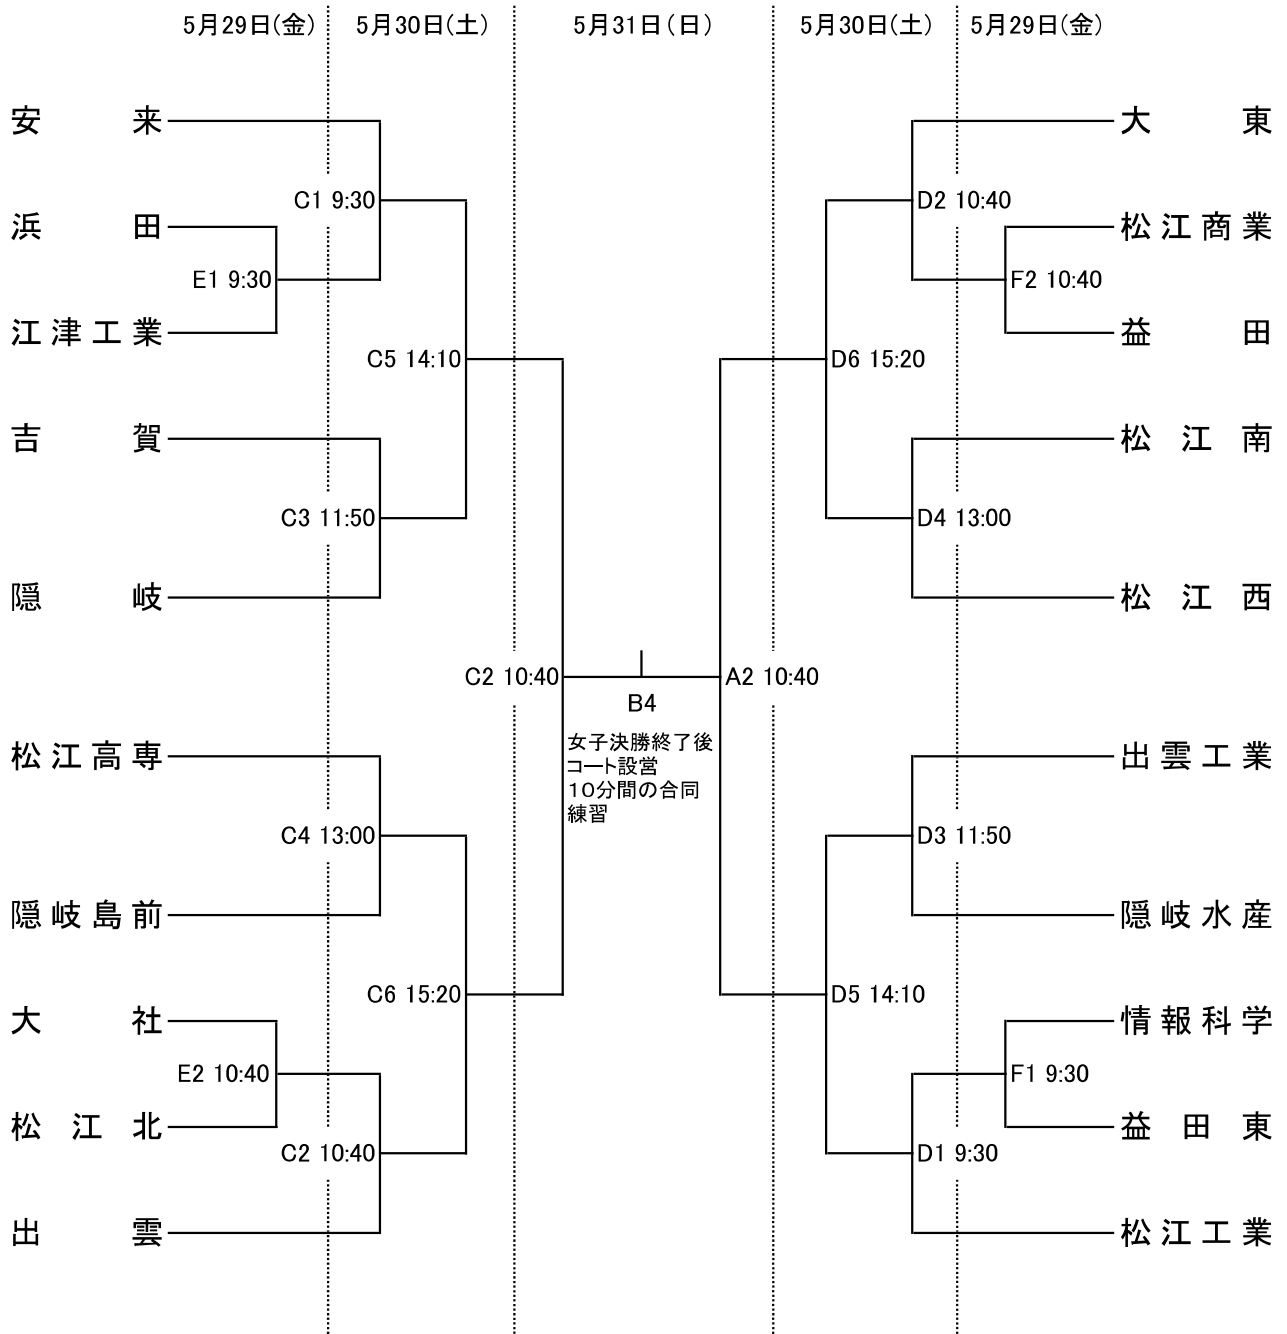 5月29日(金) 5月30日(土) 5月31日(日) 5月30日(土) 5月29日(金)
安来
C1 9:30
浜田
E1 9:30
江津工業
C5 14:10
吉賀
C3 11:50
隠岐
C2 10:40
松江高専
C4 13:00
隠岐島前
C6 15:20
大社
E2 10:40
松江北
C2 10:40
出雲
B4
女子決勝終了後
コート設営
10分間の合同
練習
大東
D2 10:40
松江商業
F2 10:40
益田
D6 15:20
松江南
D4 13:00
松江西
A2 10:40
出雲工業
D3 11:50
隠岐水産
D5 14:10
情報科学
F1 9:30
益田東
D1 9:30
松江工業